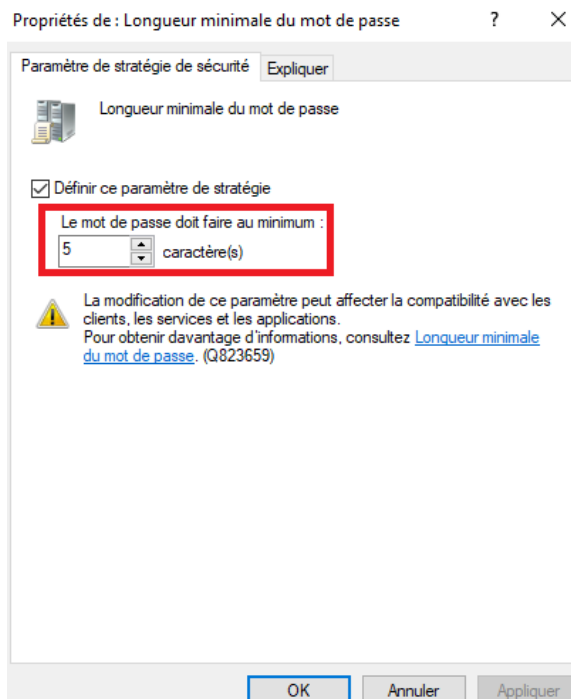 Propriétés de : Longueur minimale du mot de passe ? ×
Paramètre de stratégie de sécurité Expliquer
Longueur minimale du mot de passe
Définir ce paramètre de stratégie
Le mot de passe doit faire au minimum :
5 caractère(s)
La modification de ce paramètre peut affecter la compatibilité avec les
clients, les services et les applications.
Pour obtenir davantage d'informations, consultez Longueur minimale
du mot de passe. (Q823659)
OK Annuler Appliquer